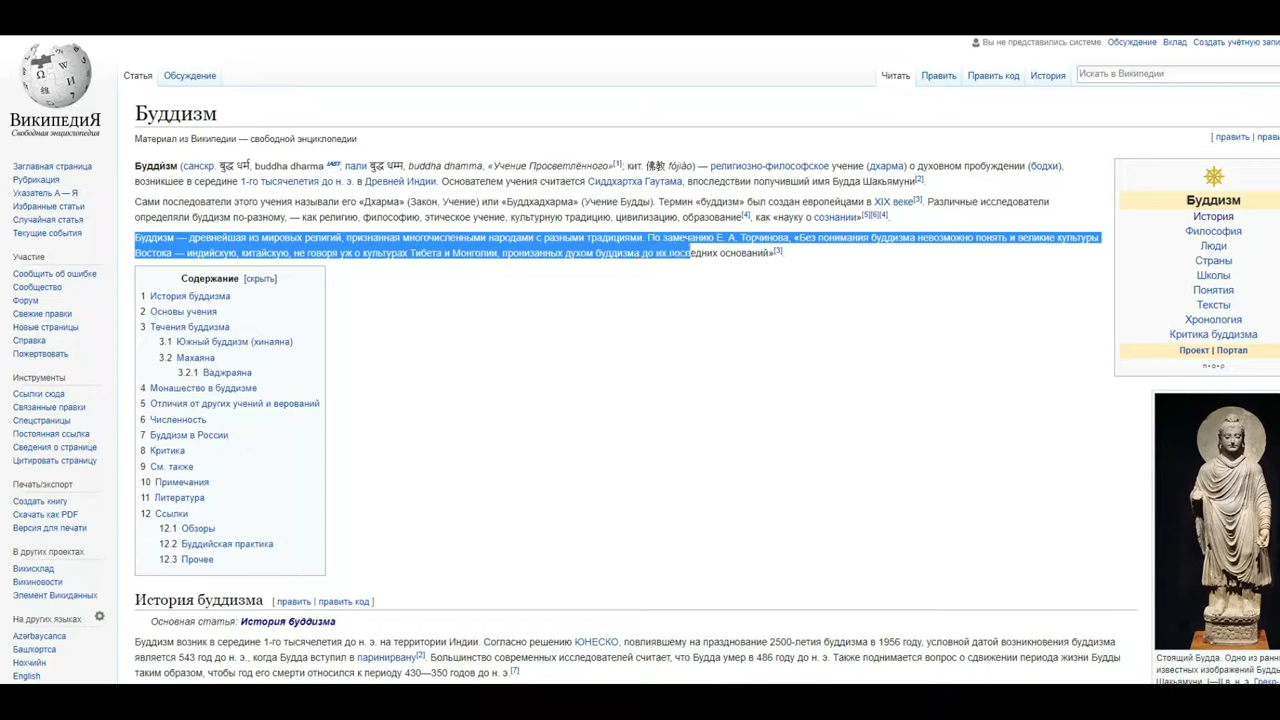 Вы не представились системе Обсуждение Вклад Создать учётную запи
Статья Обсуждение Читать Править Править код История Искать в Википедии
ВИКИПЕДИЯ
Свободная энциклопедия
Заглавная страница
Рубрикация
Указатель А — Я
Избранные статьи
Случайная статья
Текущие события
Участие
Сообщить об ошибке
Сообщество
Форум
Свежие правки
Новые страницы
Справка
Пожертвовать
Инструменты
Ссылки сюда
Связанные правки
Спецстраницы
Постоянная ссылка
Сведения о странице
Цитировать страницу
Печать/экспорт
Создать книгу
Скачать как PDF
Версия для печати
В других проектах
Викисклад
Викиновости
Элемент Викиданных
На других языках
Azərbaycanca
Башҡортса
Нохчийн
English
Буддизм
Материал из Википедии — свободной энциклопедии
[ править | прави
Будди́зм (санскр. बुद्ध धर्म, buddha dharma IAST, пали बुद्ध धम्म, buddha dhamma, «Учение Просветлённого»[1]; кит. 佛教 fójiào) — религиозно-философское учение (дхарма) о духовном пробуждении (бодхи),
возникшее в середине 1-го тысячелетия до н. э. в Древней Индии. Основателем учения считается Сиддхартха Гаутама, впоследствии получивший имя Будда Шакьямуни[2].
Сами последователи этого учения называли его «Дхарма» (Закон, Учение) или «Буддхадхарма» (Учение Будды). Термин «буддизм» был создан европейцами в XIX веке[3]. Различные исследователи
определяли буддизм по-разному, — как религию, философию, этическое учение, культурную традицию, цивилизацию, образование[4], как «науку о сознании»[5][6][4].
Буддизм — древнейшая из мировых религий, признанная многочисленными народами с разными традициями. По замечанию Е. А. Торчинова, «Без понимания буддизма невозможно понять и великие культуры
Востока — индийскую, китайскую, не говоря уж о культурах Тибета и Монголии, пронизанных духом буддизма до их последних оснований»[3].
Содержание [скрыть]
1 История буддизма
2 Основы учения
3 Течения буддизма
3.1 Южный буддизм (хинаяна)
3.2 Махаяна
3.2.1 Ваджраяна
4 Монашество в буддизме
5 Отличия от других учений и верований
6 Численность
7 Буддизм в России
8 Критика
9 См. также
10 Примечания
11 Литература
12 Ссылки
12.1 Обзоры
12.2 Буддийская практика
12.3 Прочее
История буддизма [ править | править код ]
Основная статья: История буддизма
Буддизм возник в середине 1-го тысячелетия до н. э. на территории Индии. Согласно решению ЮНЕСКО, повлиявшему на празднование 2500-летия буддизма в 1956 году, условной датой возникновения буддизма
является 543 год до н. э., когда Будда вступил в паринирвану[2]. Большинство современных исследователей считает, что Будда умер в 486 году до н. э. Также поднимается вопрос о сдвижении периода жизни Будды
таким образом, чтобы год его смерти относился к периоду 430—350 годов до н. э.[7]
Буддизм
История
Философия
Люди
Страны
Школы
Понятия
Тексты
Хронология
Критика буддизма
Проект | Портал
п·о·р
Стоящий Будда. Одно из ранн
известных изображений Будды
Шакьямуни, I—II в. н. э. Греко-